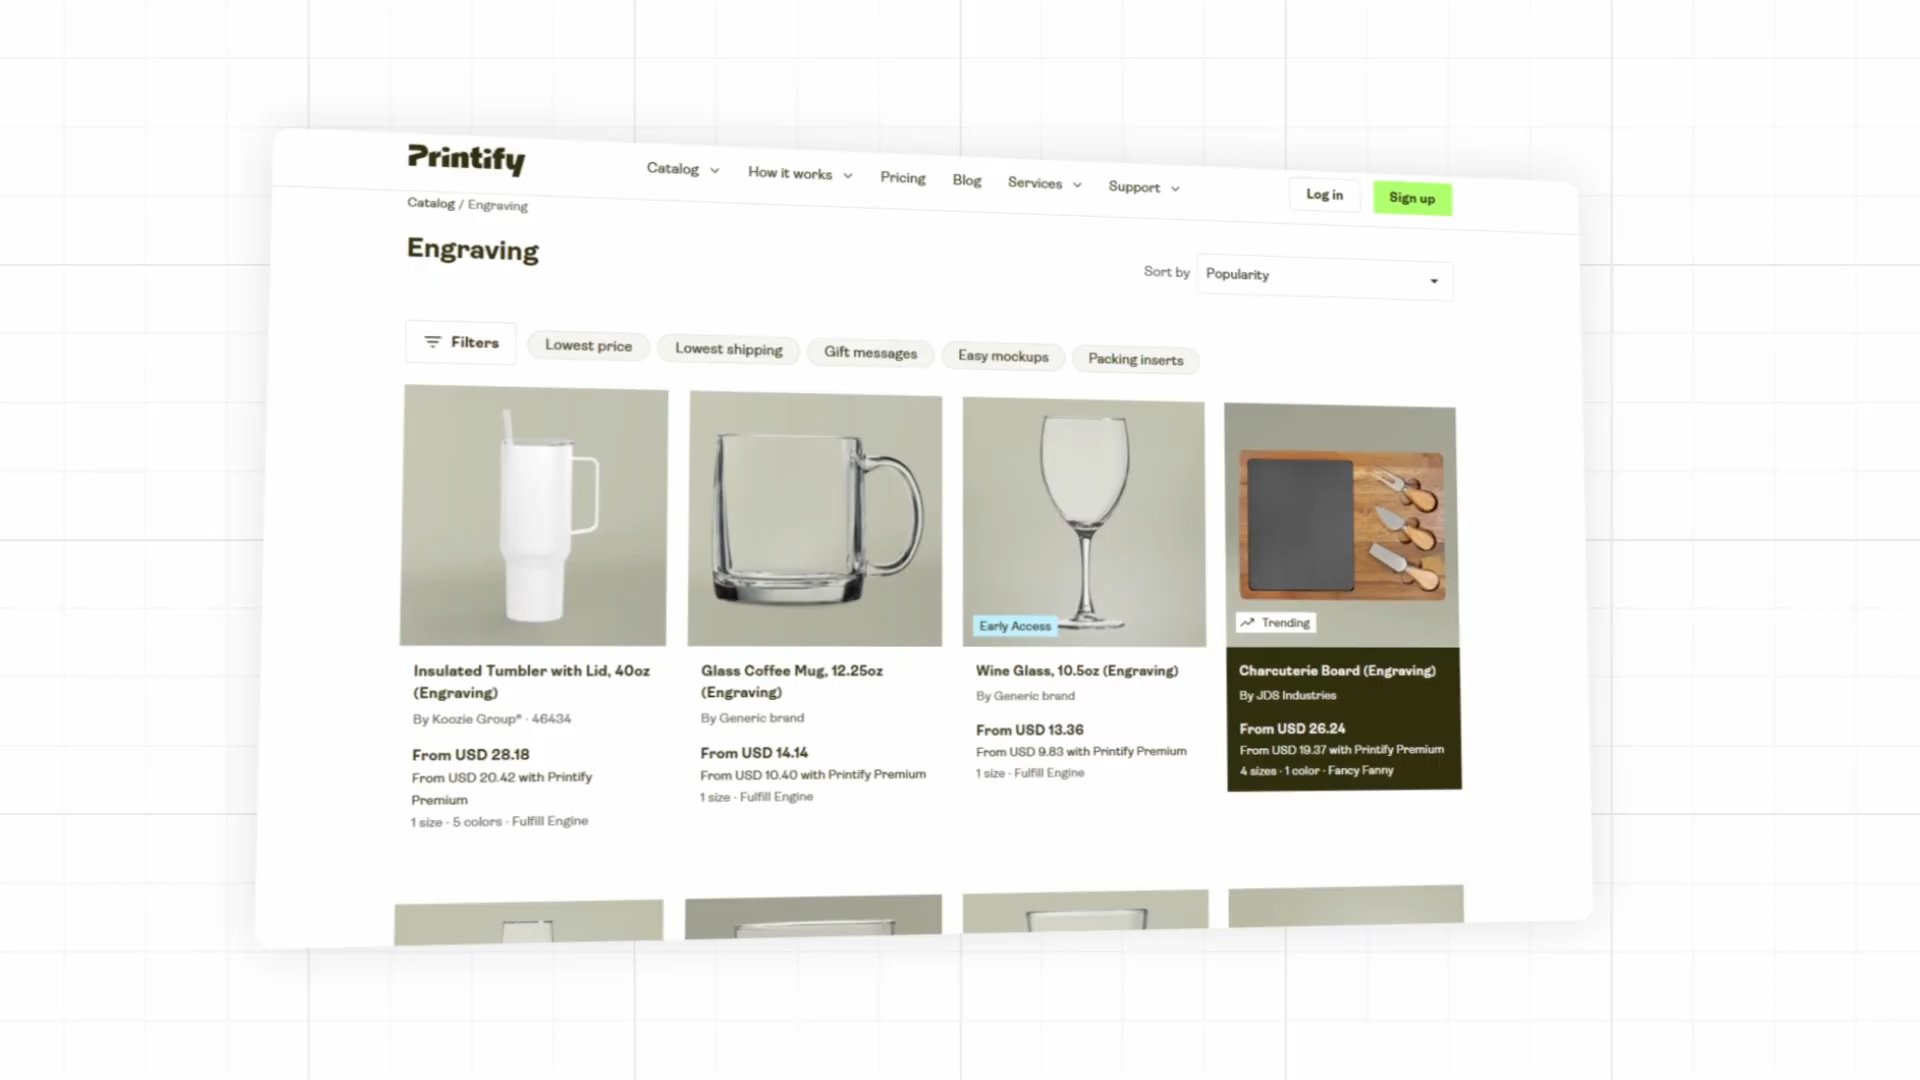 Printify
Catalog
How it works
Pricing
Blog
Services
Support
Log in
Sign up
Catalog / Engraving
Engraving
Sort by
Popularity
Filters
Lowest price
Lowest shipping
Gift messages
Easy mockups
Packing inserts
Insulated Tumbler with Lid, 40oz
(Engraving)
By Koozie Group® · 46434
From USD 28.18
From USD 20.42 with Printify
Premium
1 size · 5 colors · Fulfill Engine
Glass Coffee Mug, 12.25oz
(Engraving)
By Generic brand
From USD 14.14
From USD 10.40 with Printify Premium
1 size · Fulfill Engine
Early Access
Wine Glass, 10.5oz (Engraving)
By Generic brand
From USD 13.36
From USD 9.83 with Printify Premium
1 size · Fulfill Engine
Trending
Charcuterie Board (Engraving)
By JDS Industries
From USD 26.24
From USD 19.37 with Printify Premium
4 sizes · 1 color · Fancy Fanny